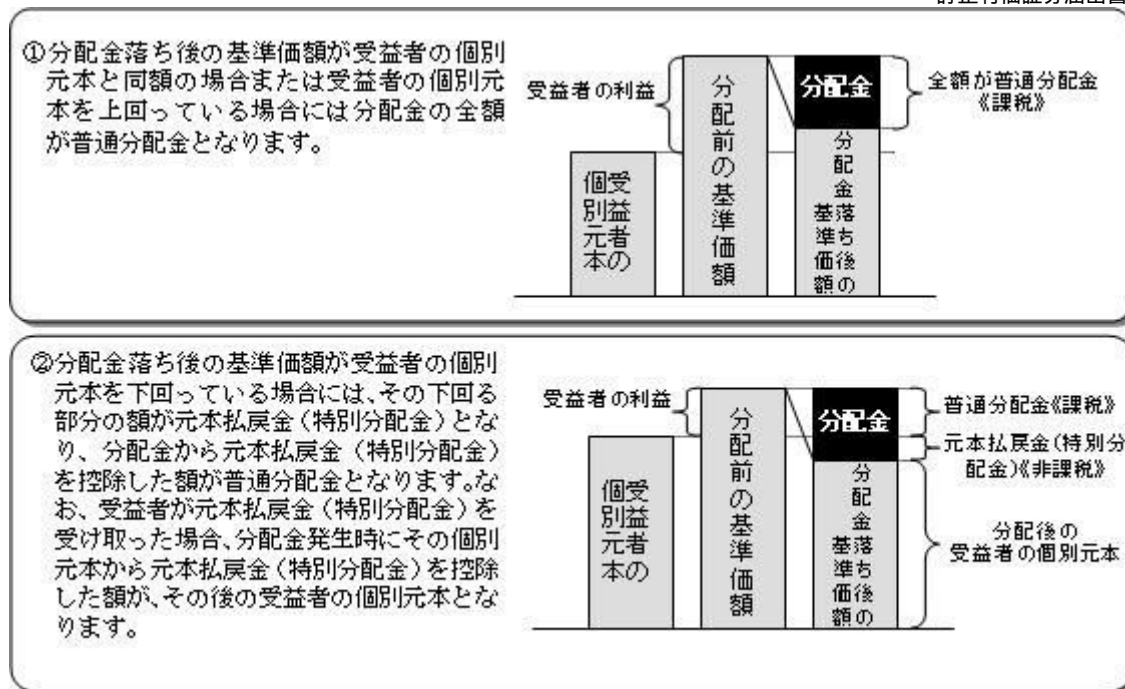 ①分配金落ち後の基準価額が受益者の個別
元本と同額の場合または受益者の個別元
本を上回っている場合には分配金の全額
が普通分配金となります。
受益者の利益
受益者の
個別元本
分配前の基準価額
分配金
分配金落ち後の
基準価額
全額が普通分配金
《課税》
②分配金落ち後の基準価額が受益者の個別
元本を下回っている場合には、その下回る
部分の額が元本払戻金(特別分配金)とな
り、分配金から元本払戻金(特別分配金)
を控除した額が普通分配金となります。な
お、受益者が元本払戻金(特別分配金)を
受け取った場合、分配金発生時にその個別
元本から元本払戻金(特別分配金)を控除
した額が、その後の受益者の個別元本とな
ります。
受益者の利益
受益者の
個別元本
分配前の基準価額
分配金
分配金落ち後の
基準価額
普通分配金《課税》
元本払戻金(特別分
配金)《非課税》
分配後の
受益者の個別元本